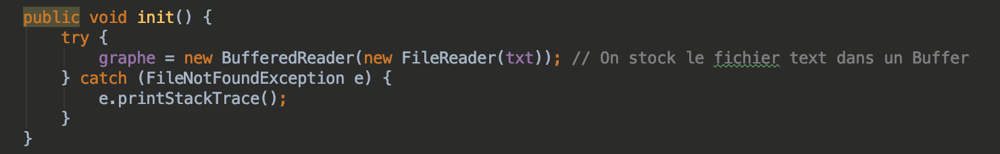 public void init() {
try {
graphe = new BufferedReader(new FileReader(txt)); // On stock le fichier text dans un Buffer
} catch (FileNotFoundException e) {
e.printStackTrace();
}
}